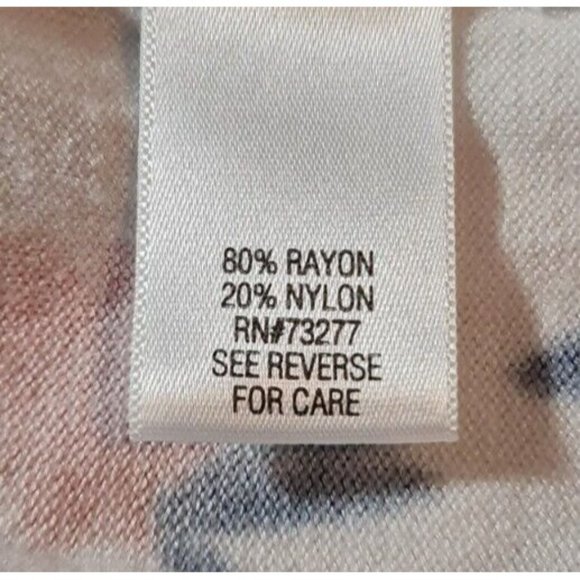 80% RAYON
20% NYLON
RN#73277
SEE REVERSE
FOR CARE